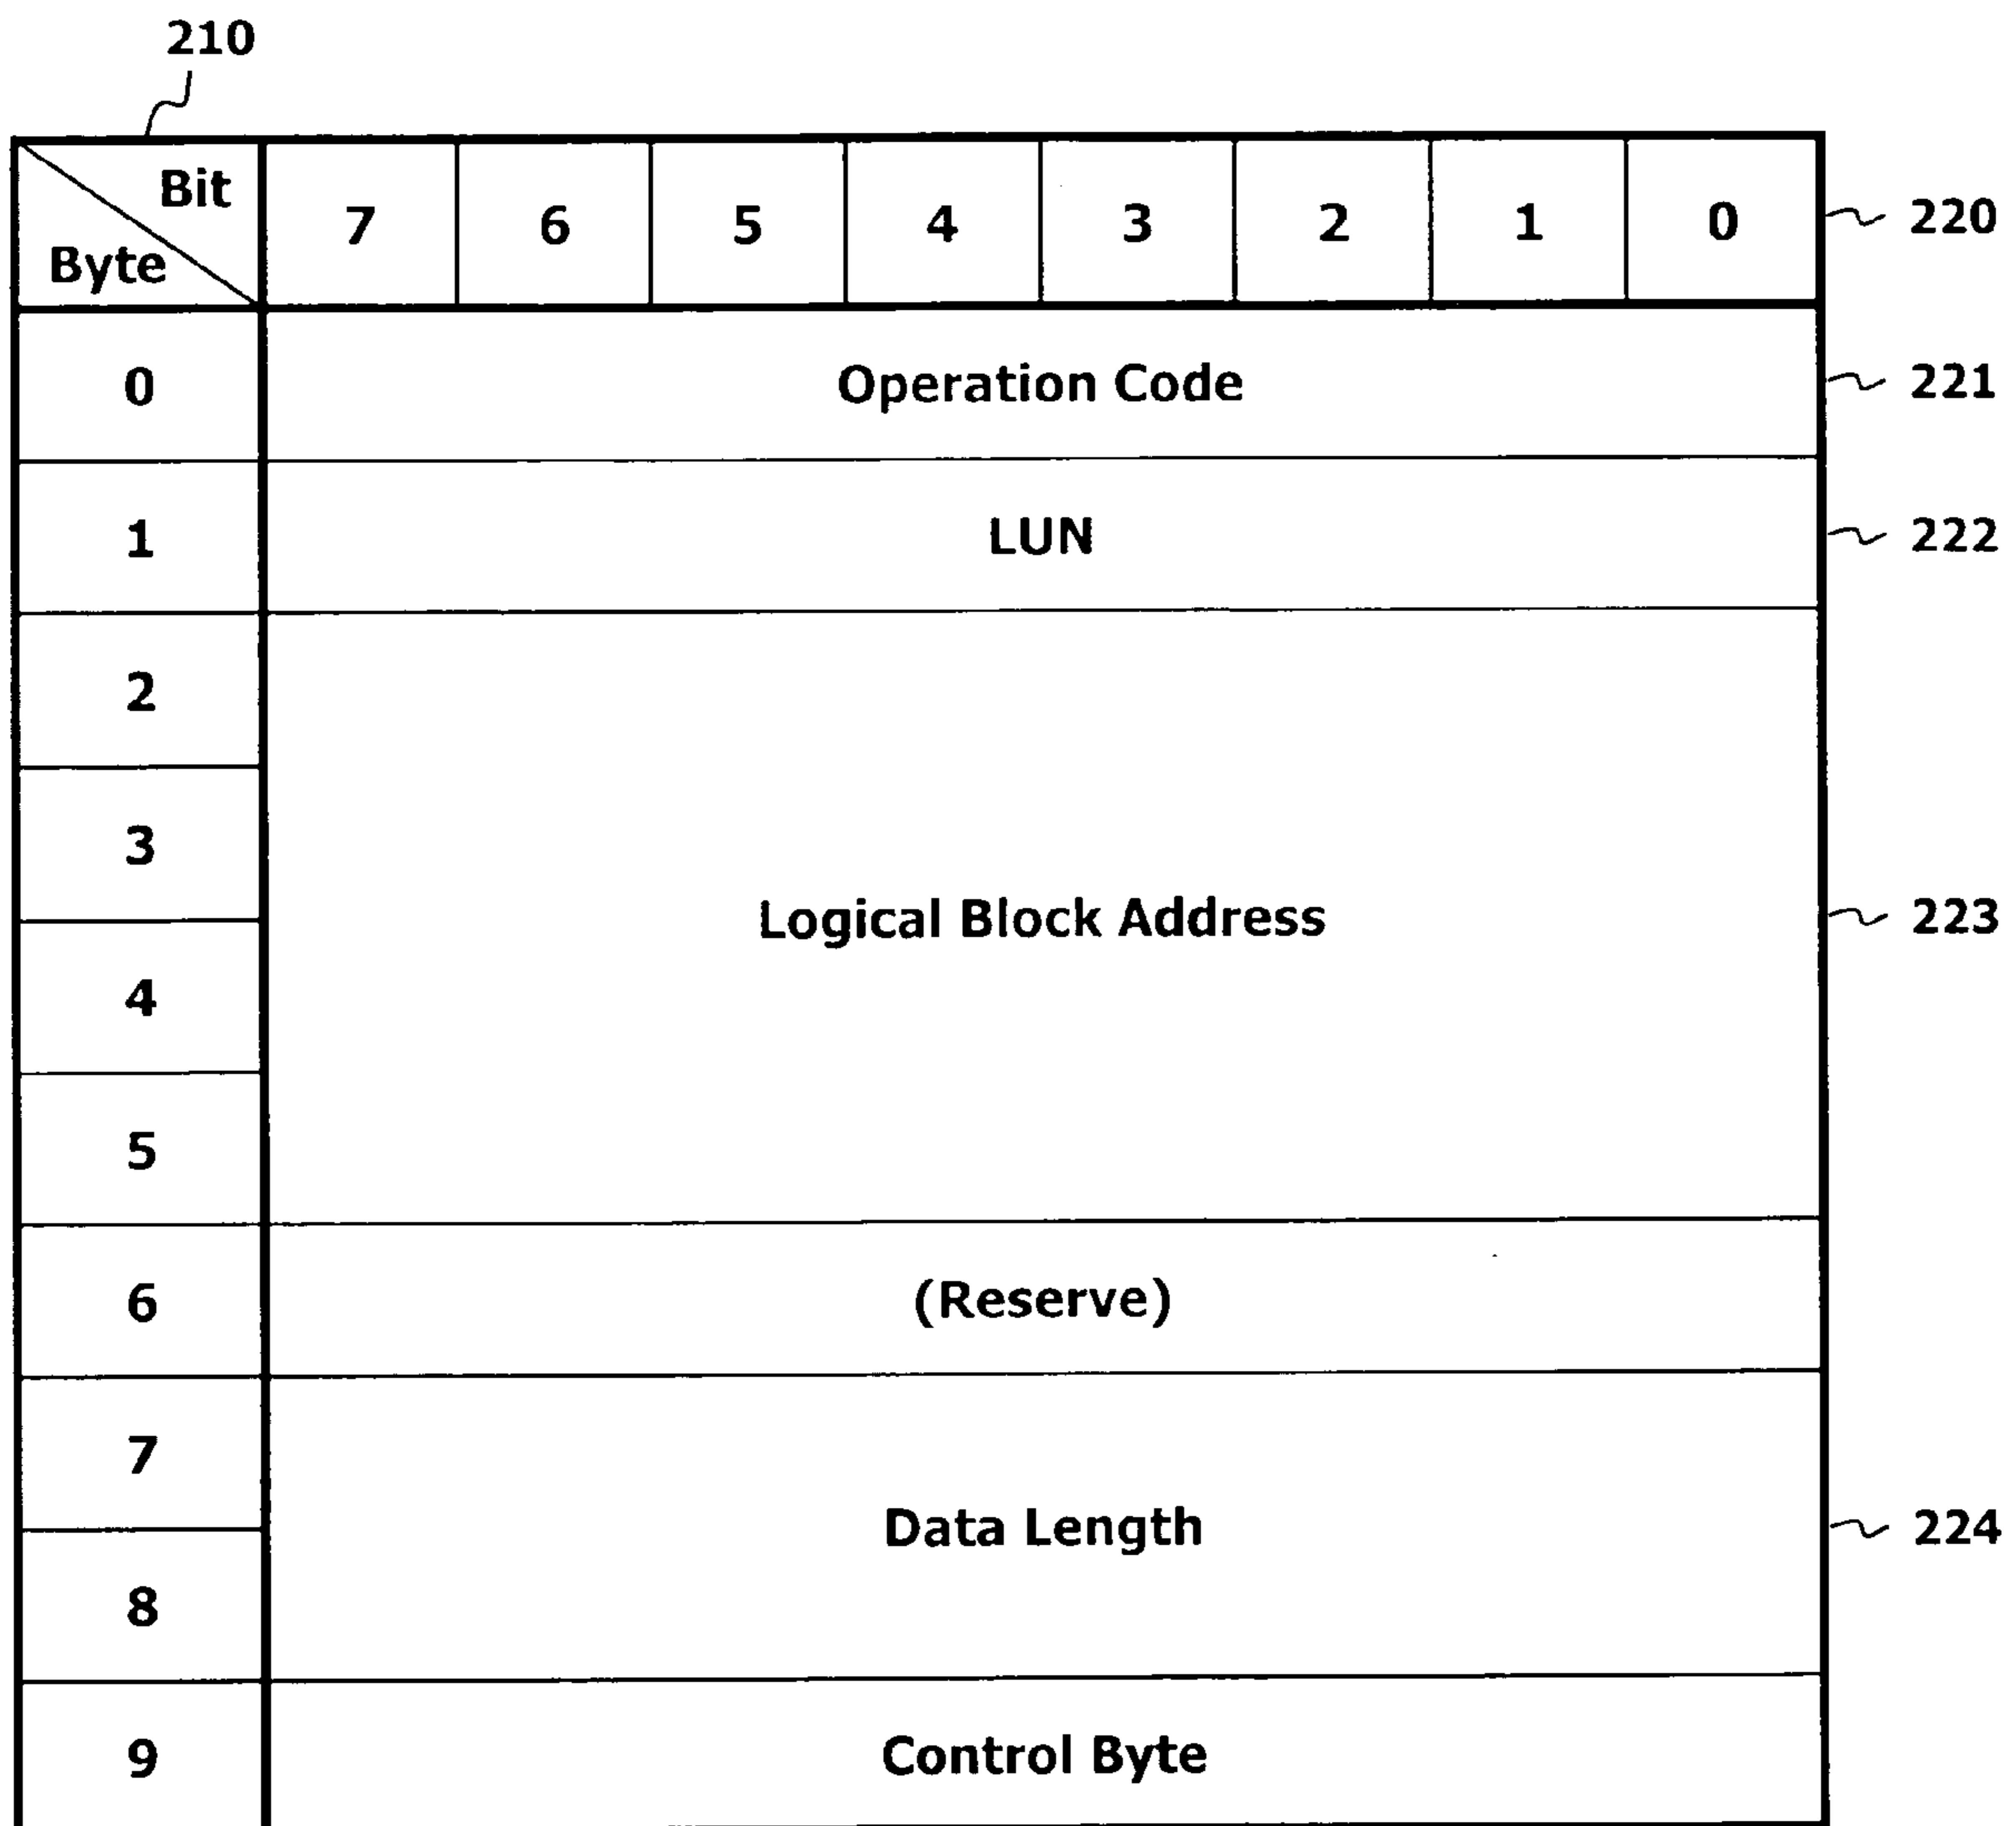 210
Bit
Byte 7 6 5 4 3 2 1 0 220
0 Operation Code 221
1 LUN 222
2
3
Logical Block Address 223
4
5
6 (Reserve)
7
Data Length 224
8
9 Control Byte